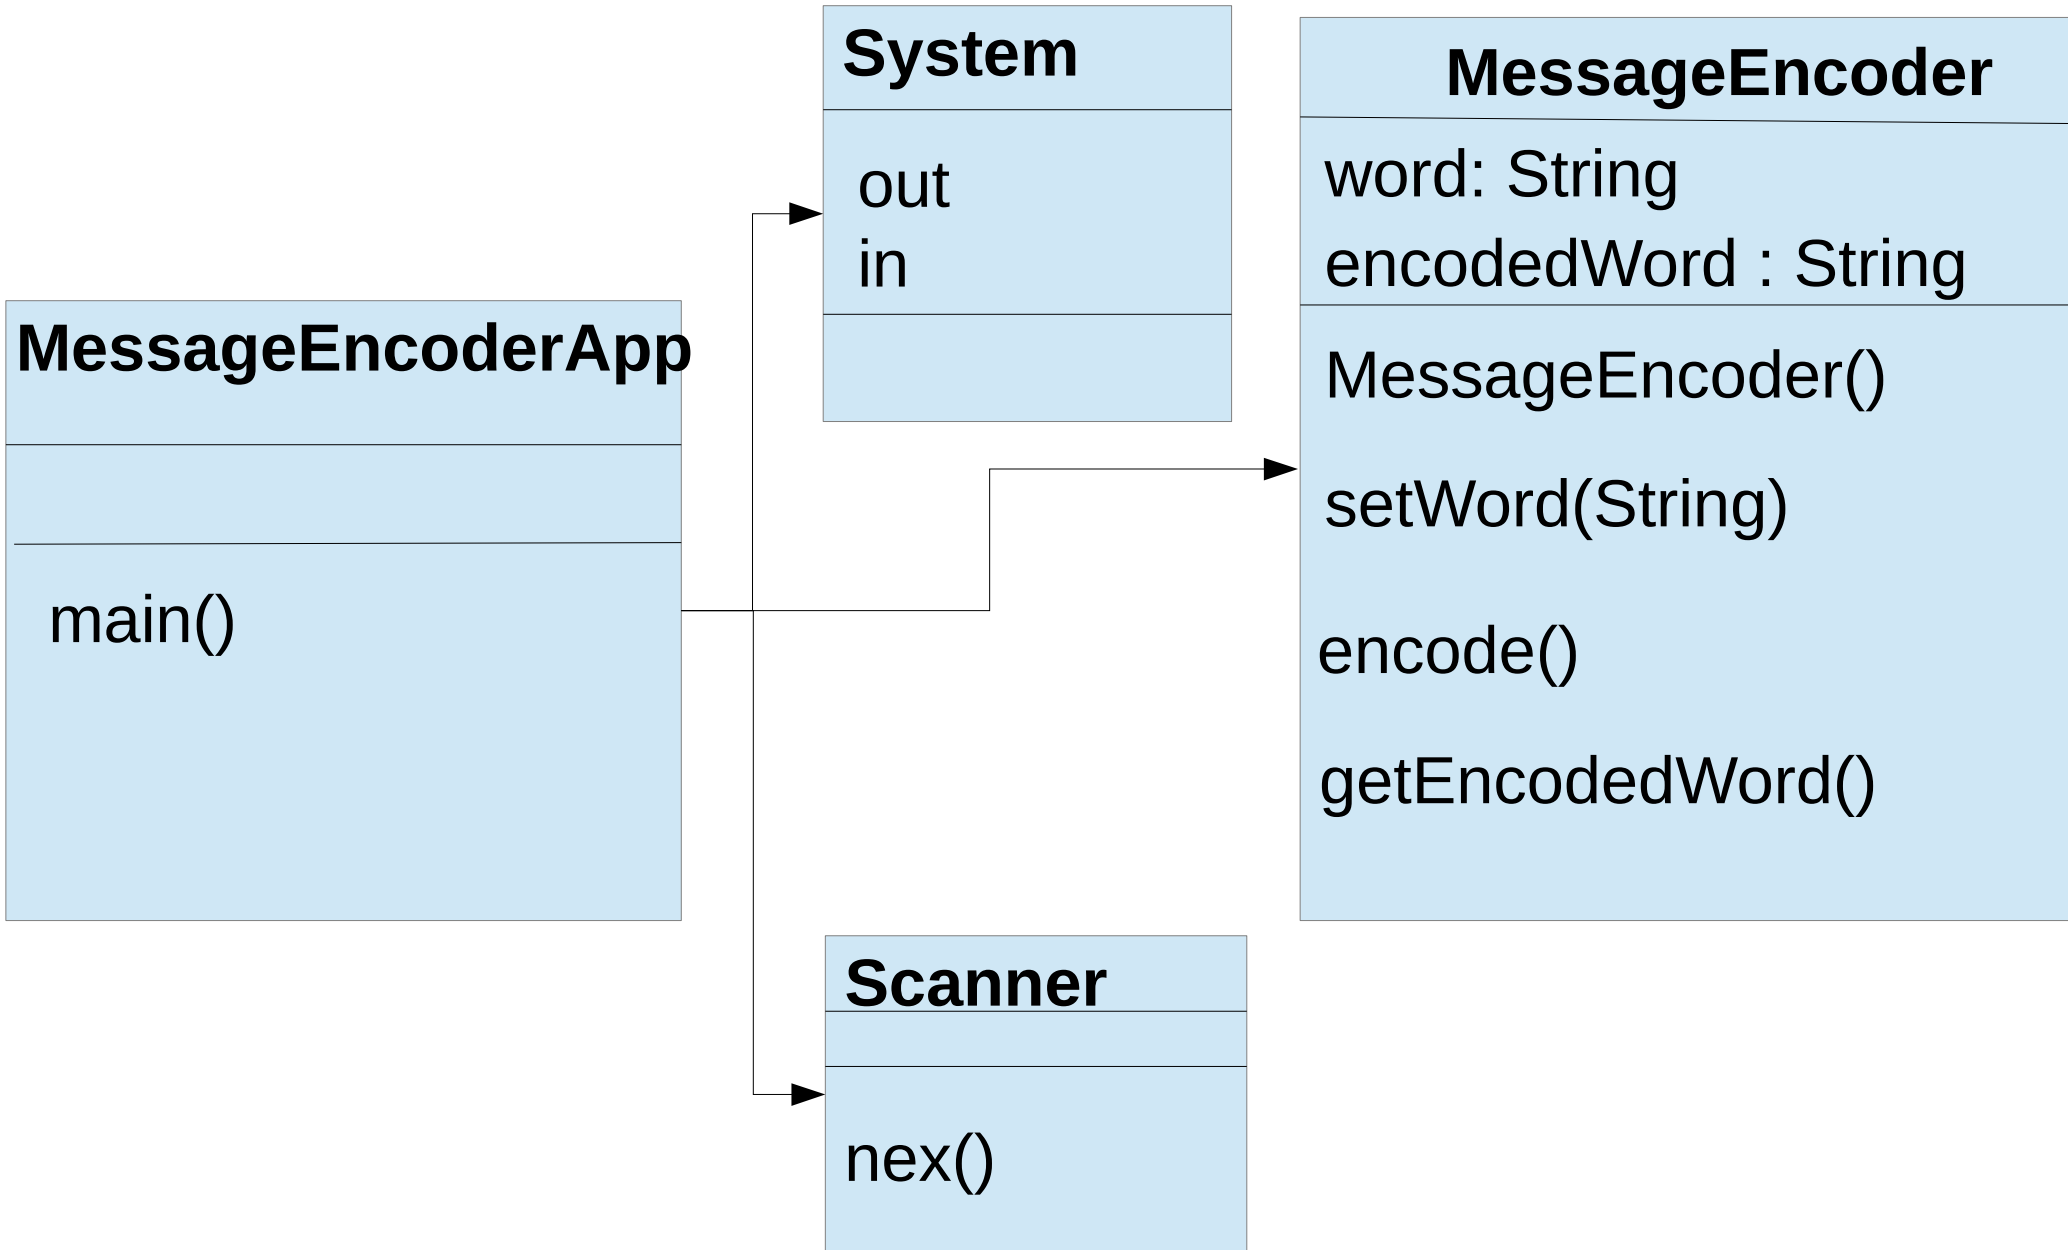 System
out
in
MessageEncoder
word: String
encodedWord : String
MessageEncoder()
setWord(String)
encode()
getEncodedWord()
MessageEncoderApp
main()
Scanner
nex()